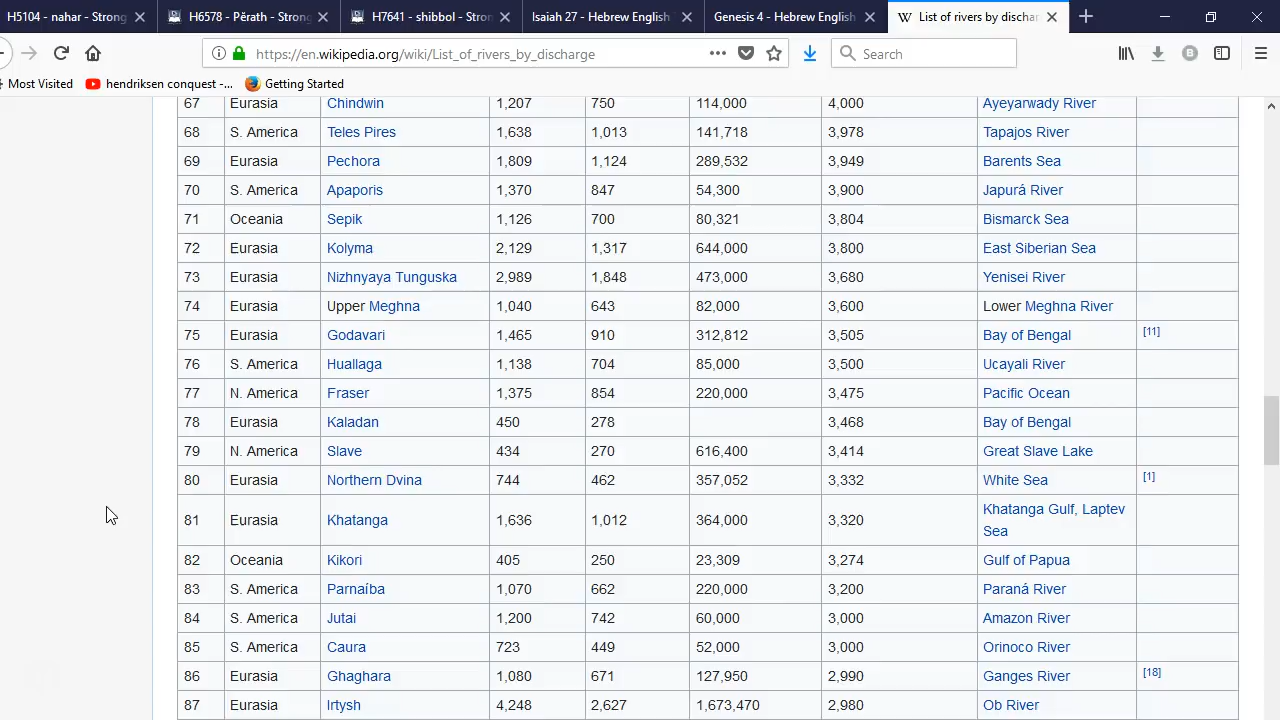 H5104 - nahar - Strong
H6578 - Pĕrath - Strong
H7641 - shibbol - Stron
Isaiah 27 - Hebrew English
Genesis 4 - Hebrew English
W List of rivers by dischar
https://en.wikipedia.org/wiki/List_of_rivers_by_discharge
Search
Most Visited
hendriksen conquest -...
Getting Started
67 Eurasia Chindwin 1,207 750 114,000 4,000 Ayeyarwady River
68 S. America Teles Pires 1,638 1,013 141,718 3,978 Tapajos River
69 Eurasia Pechora 1,809 1,124 289,532 3,949 Barents Sea
70 S. America Apaporis 1,370 847 54,300 3,900 Japurá River
71 Oceania Sepik 1,126 700 80,321 3,804 Bismarck Sea
72 Eurasia Kolyma 2,129 1,317 644,000 3,800 East Siberian Sea
73 Eurasia Nizhnyaya Tunguska 2,989 1,848 473,000 3,680 Yenisei River
74 Eurasia Upper Meghna 1,040 643 82,000 3,600 Lower Meghna River
75 Eurasia Godavari 1,465 910 312,812 3,505 Bay of Bengal [11]
76 S. America Huallaga 1,138 704 85,000 3,500 Ucayali River
77 N. America Fraser 1,375 854 220,000 3,475 Pacific Ocean
78 Eurasia Kaladan 450 278 3,468 Bay of Bengal
79 N. America Slave 434 270 616,400 3,414 Great Slave Lake
80 Eurasia Northern Dvina 744 462 357,052 3,332 White Sea [1]
81 Eurasia Khatanga 1,636 1,012 364,000 3,320 Khatanga Gulf, Laptev
Sea
82 Oceania Kikori 405 250 23,309 3,274 Gulf of Papua
83 S. America Parnaíba 1,070 662 220,000 3,200 Paraná River
84 S. America Jutai 1,200 742 60,000 3,000 Amazon River
85 S. America Caura 723 449 52,000 3,000 Orinoco River
86 Eurasia Ghaghara 1,080 671 127,950 2,990 Ganges River [18]
87 Eurasia Irtysh 4,248 2,627 1,673,470 2,980 Ob River